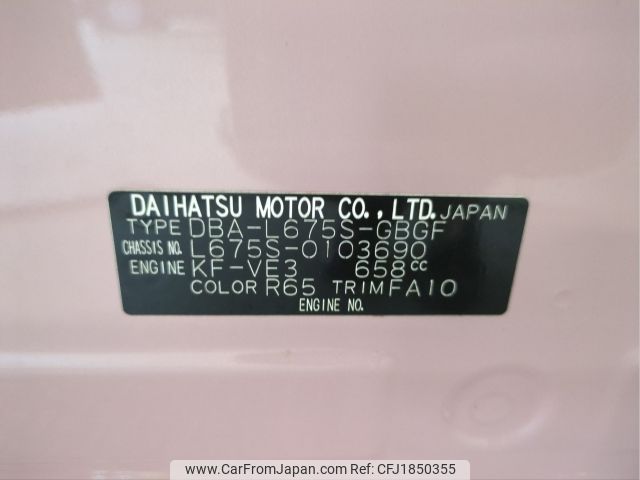 DAIHATSU MOTOR CO.,LTD. JAPAN
TYPE DBA-L675S-GBGF
CHASSIS NO. L675S-0103690
ENGINE KF-VE3 658cc
COLOR R65 TRIM FA10
ENGINE NO.
www.CarFromJapan.com CFJ1850355